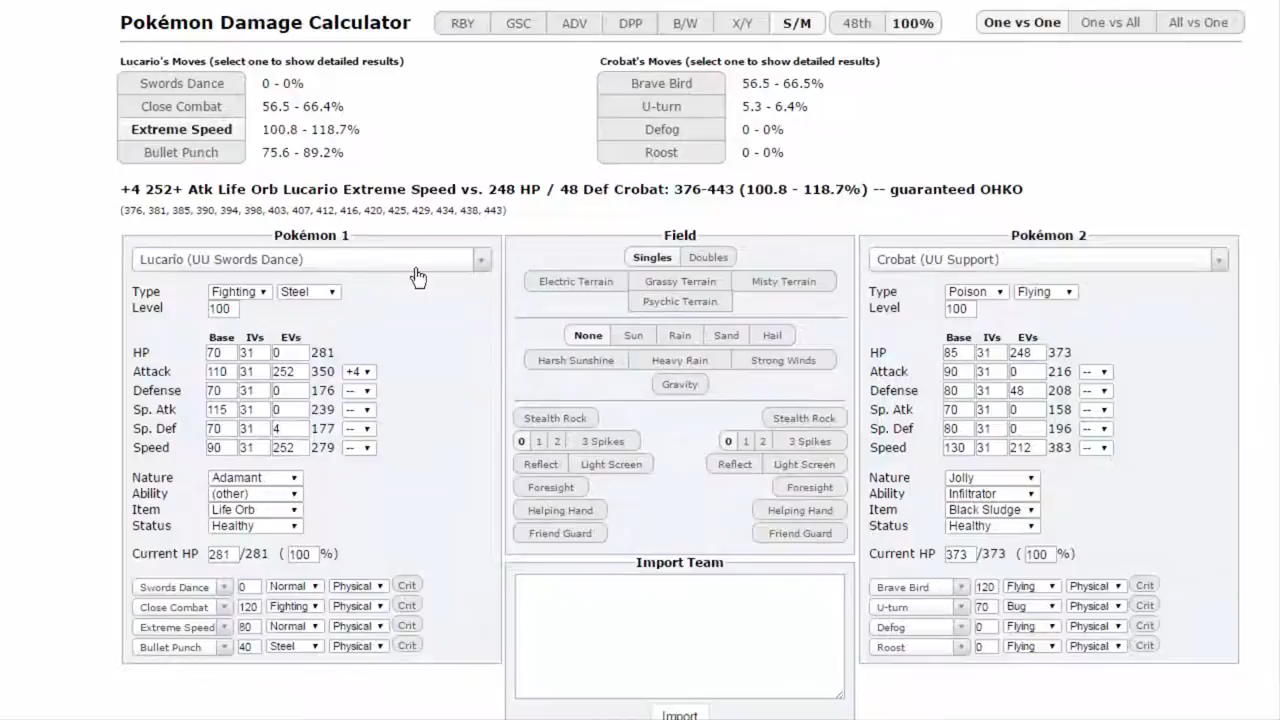 Pokémon Damage Calculator RBY GSC ADV DPP B/W X/Y S/M 48th 100% One vs One One vs All All vs One
Lucario's Moves (select one to show detailed results) Crobat's Moves (select one to show detailed results)
Swords Dance 0 - 0% Brave Bird 56.5 - 66.5%
Close Combat 56.5 - 66.4% U-turn 5.3 - 6.4%
Extreme Speed 100.8 - 118.7% Defog 0 - 0%
Bullet Punch 75.6 - 89.2% Roost 0 - 0%
+4 252+ Atk Life Orb Lucario Extreme Speed vs. 248 HP / 48 Def Crobat: 376-443 (100.8 - 118.7%) -- guaranteed OHKO
(376, 381, 385, 390, 394, 398, 403, 407, 412, 416, 420, 425, 429, 434, 438, 443)
Pokémon 1
Lucario (UU Swords Dance)
Type Fighting Steel
Level 100
Base IVs EVs
HP 70 31 0 281
Attack 110 31 252 350 +4
Defense 70 31 0 176 --
Sp. Atk 115 31 0 239 --
Sp. Def 70 31 4 177 --
Speed 90 31 252 279 --
Nature Adamant
Ability (other)
Item Life Orb
Status Healthy
Current HP 281 /281 ( 100 %)
Swords Dance 0 Normal Physical Crit
Close Combat 120 Fighting Physical Crit
Extreme Speed 80 Normal Physical Crit
Bullet Punch 40 Steel Physical Crit
Field
Singles Doubles
Electric Terrain Grassy Terrain Misty Terrain
Psychic Terrain
None Sun Rain Sand Hail
Harsh Sunshine Heavy Rain Strong Winds
Gravity
Stealth Rock Stealth Rock
0 1 2 3 Spikes 0 1 2 3 Spikes
Reflect Light Screen Reflect Light Screen
Foresight Foresight
Helping Hand Helping Hand
Friend Guard Friend Guard
Import Team
Import
Pokémon 2
Crobat (UU Support)
Type Poison Flying
Level 100
Base IVs EVs
HP 85 31 248 373
Attack 90 31 0 216 --
Defense 80 31 48 208 --
Sp. Atk 70 31 0 158 --
Sp. Def 80 31 0 196 --
Speed 130 31 212 383 --
Nature Jolly
Ability Infiltrator
Item Black Sludge
Status Healthy
Current HP 373 /373 ( 100 %)
Brave Bird 120 Flying Physical Crit
U-turn 70 Bug Physical Crit
Defog 0 Flying Physical Crit
Roost 0 Flying Physical Crit